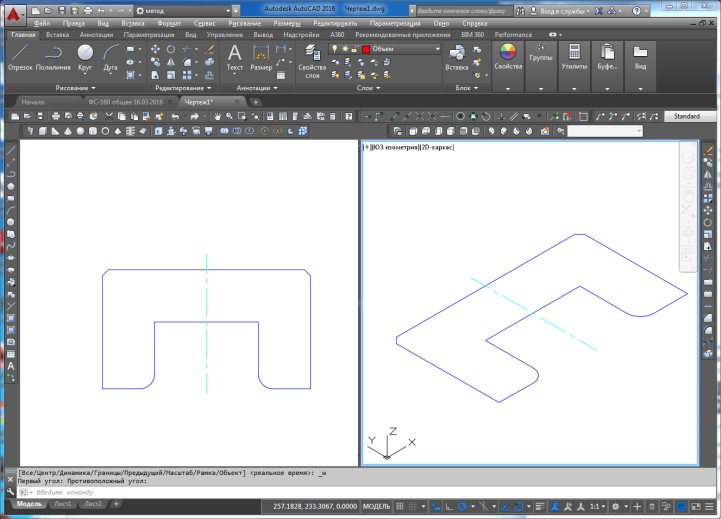 метод
Autodesk AutoCAD 2016 Чертеж1.dwg
Введите ключевое слово/фразу
Вход в службы
Файл Правка Вид Вставка Формат Сервис Рисование Размеры Редактировать Параметризация Окно Справка
Главная Вставка Аннотации Параметризация Вид Управление Вывод Надстройки A360 Рекомендованные приложения BIM 360 Performance
Отрезок Полилиния Круг Дуга
Текст Размер
Свойства слоя
Объемы
Вставка
Свойства
Группы
Утилиты
Буфе...
Вид
Рисование Редактирование Аннотации Слои Блок
Начало ФС-160 общее 16.03.2016 Чертеж1*
Standard
[+][ЮЗ изометрия][2D-каркас]
Z
Y X
[Все/Центр/Динамика/Границы/Предыдущий/Масштаб/Рамка/Объект] <реальное время>: _w
Первый угол: Противоположный угол:
Введите команду
Модель Лист1 Лист2 +
257.1828, 233.3067, 0.0000 МОДЕЛЬ 1:1